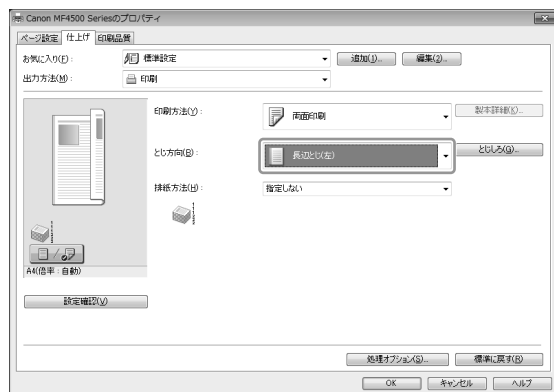 Canon MF4500 Seriesのプロパティ
ページ設定 仕上げ 印刷品質
お気に入り(F): 標準設定 追加(1)... 編集(2)...
出力方法(M): 印刷
印刷方法(Y): 両面印刷 製本詳細(K)...
とじ方向(B): 長辺とじ(左) とじしろ(G)...
排紙方法(H): 指定しない
A4(倍率:自動)
設定確認(V)
処理オプション(S)... 標準に戻す(R)
OK キャンセル ヘルプ